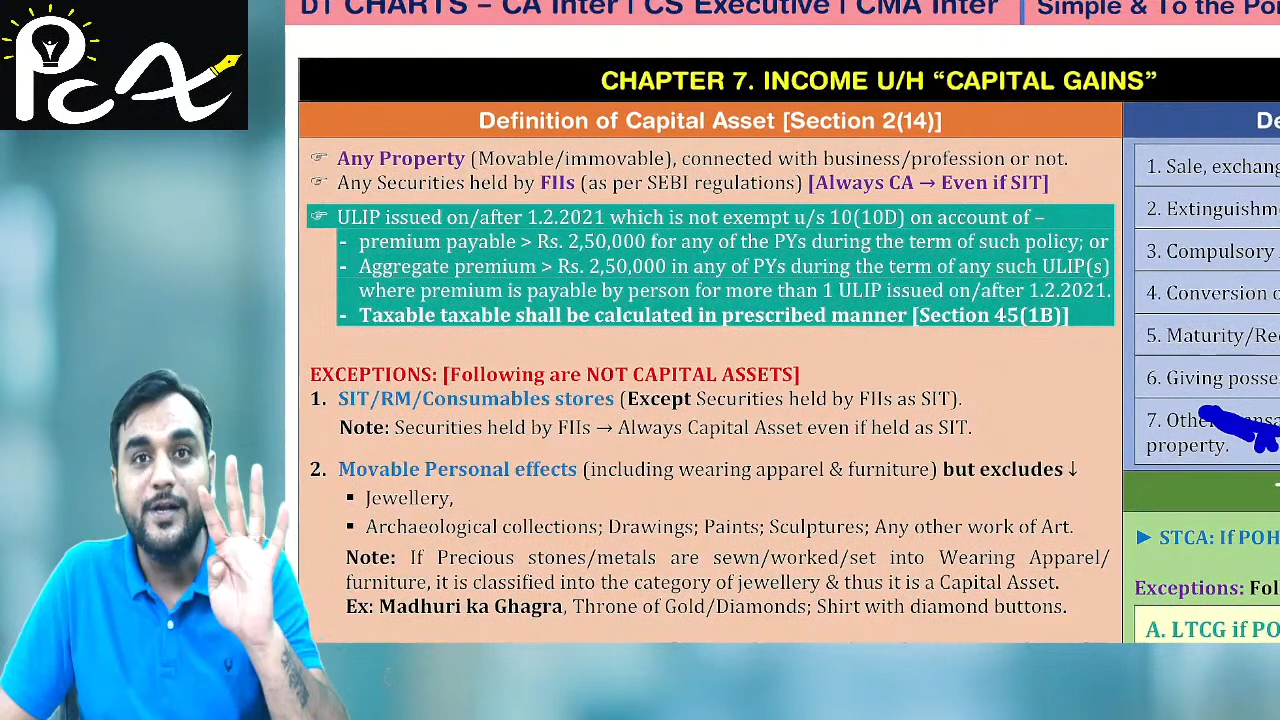 PCA
DT CHARTS – CA Inter | CS Executive | CMA Inter | Simple & To the
CHAPTER 7. INCOME U/H “CAPITAL GAINS”
Definition of Capital Asset [Section 2(14)]
☞ Any Property (Movable/immovable), connected with business/profession or not.
☞ Any Securities held by FIIs (as per SEBI regulations) [Always CA → Even if SIT]
☞ ULIP issued on/after 1.2.2021 which is not exempt u/s 10(10D) on account of –
- premium payable > Rs. 2,50,000 for any of the PYs during the term of such policy; or
- Aggregate premium > Rs. 2,50,000 in any of PYs during the term of any such ULIP(s)
where premium is payable by person for more than 1 ULIP issued on/after 1.2.2021.
- Taxable taxable shall be calculated in prescribed manner [Section 45(1B)]
EXCEPTIONS: [Following are NOT CAPITAL ASSETS]
1. SIT/RM/Consumables stores (Except Securities held by FIIs as SIT).
Note: Securities held by FIIs → Always Capital Asset even if held as SIT.
2. Movable Personal effects (including wearing apparel & furniture) but excludes ↓
▪ Jewellery,
▪ Archaeological collections; Drawings; Paints; Sculptures; Any other work of Art.
Note: If Precious stones/metals are sewn/worked/set into Wearing Apparel/
furniture, it is classified into the category of jewellery & thus it is a Capital Asset.
Ex: Madhuri ka Ghagra, Throne of Gold/Diamonds; Shirt with diamond buttons.
1. Sale, exchang
2. Extinguishm
3. Compulsory
4. Conversion o
5. Maturity/Re
6. Giving posse
7.
property.
► STCA: If POH
Exceptions: Fol
A. LTCG if PO